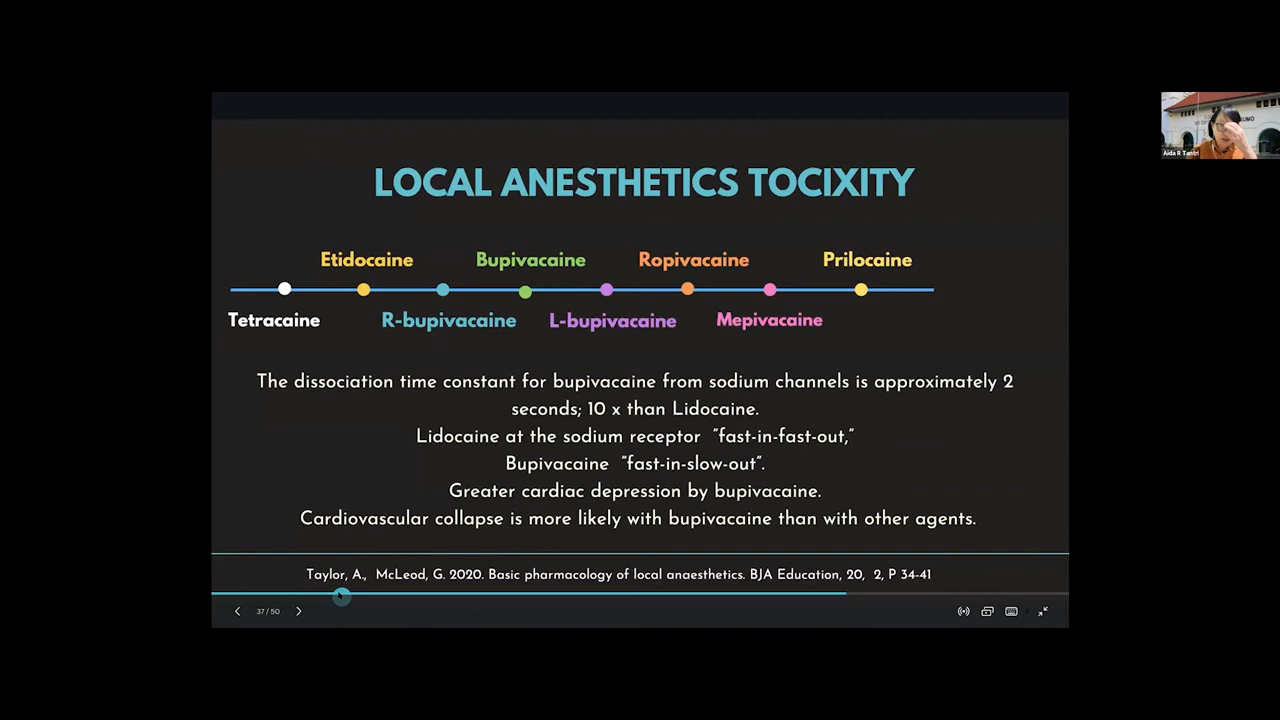 LOCAL ANESTHETICS TOCIXITY
Etidocaine Bupivacaine Ropivacaine Prilocaine
Tetracaine R-bupivacaine L-bupivacaine Mepivacaine
The dissociation time constant for bupivacaine from sodium channels is approximately 2
seconds; 10 x than Lidocaine.
Lidocaine at the sodium receptor ”fast-in-fast-out,”
Bupivacaine ”fast-in-slow-out”.
Greater cardiac depression by bupivacaine.
Cardiovascular collapse is more likely with bupivacaine than with other agents.
Taylor, A., McLeod, G. 2020. Basic pharmacology of local anaesthetics. BJA Education, 20, 2, P 34-41
37 / 50
Aida R Tantri